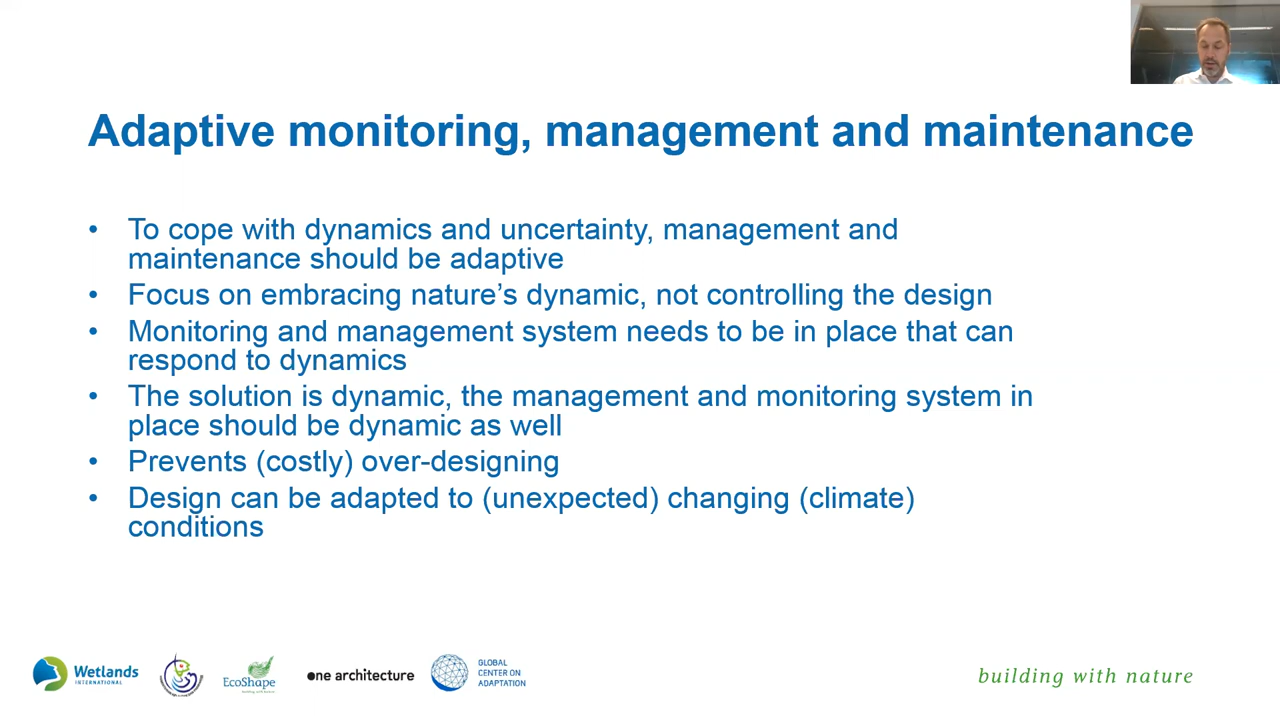 Adaptive monitoring, management and maintenance
• To cope with dynamics and uncertainty, management and
maintenance should be adaptive
• Focus on embracing nature’s dynamic, not controlling the design
• Monitoring and management system needs to be in place that can
respond to dynamics
• The solution is dynamic, the management and monitoring system in
place should be dynamic as well
• Prevents (costly) over-designing
• Design can be adapted to (unexpected) changing (climate)
conditions
Wetlands
INTERNATIONAL
EcoShape
building with nature
one architecture
GLOBAL
CENTER ON
ADAPTATION
building with nature